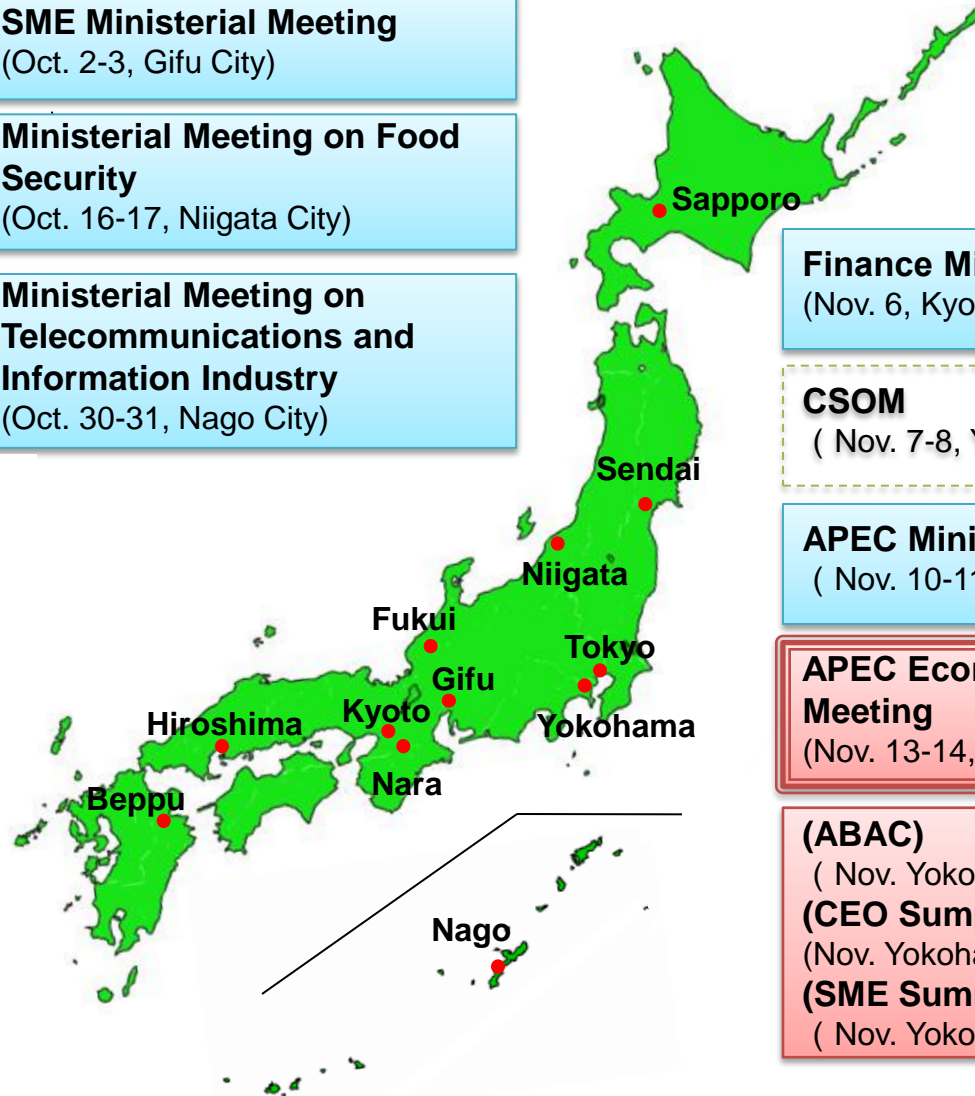 SME Ministerial Meeting
(Oct. 2-3, Gifu City)
Ministerial Meeting on Food
Security
(Oct. 16-17, Niigata City)
Ministerial Meeting on
Telecommunications and
Information Industry
(Oct. 30-31, Nago City)
Sapporo
Sendai
Niigata
Fukui
Tokyo
Gifu
Kyoto
Hiroshima
Yokohama
Nara
Beppu
Nago
Finance Mi
(Nov. 6, Kyo
CSOM
( Nov. 7-8, Y
APEC Mini
( Nov. 10-11
APEC Econ
Meeting
(Nov. 13-14,
(ABAC)
( Nov. Yoko
(CEO Sum
(Nov. Yokoha
(SME Sum
( Nov. Yoko